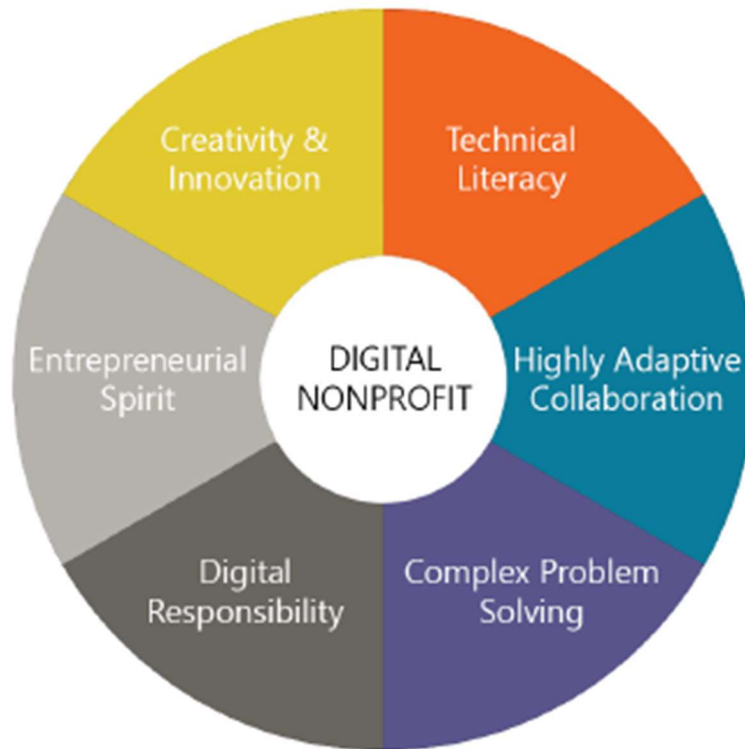 Creativity &
Innovation
Technical
Literacy
Entrepreneurial
Spirit
DIGITAL
NONPROFIT
Highly Adaptive
Collaboration
Digital
Responsibility
Complex Problem
Solving